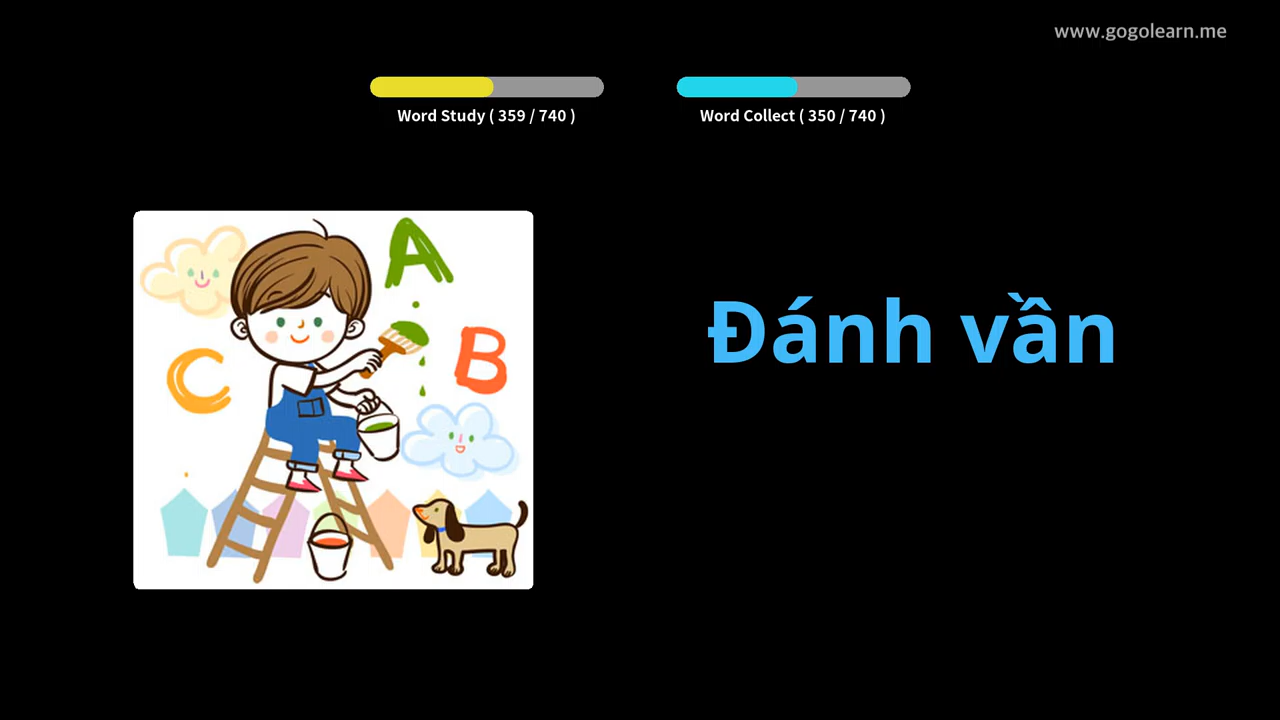 www.gogolearn.me
Word Study ( 359 / 740 )
Word Collect ( 350 / 740 )
A
B
C
Đánh vần